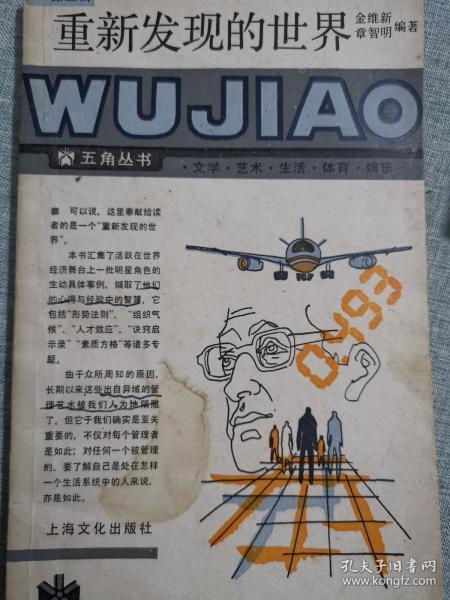 重新发现的世界
金维新
章智明
编著
WUJIAO
五角丛书
·文学·艺术·生活·体育·娱乐
■ 可以说,这里奉献给读
者的是一个“重新发现的世
界”。
本书汇集了活跃在世界
经济舞台上一批明星角色的
生动具体事例,撷取了他们
的心得与经验中的智慧,它
包括“形势法则”、“组织气
候”、“人才效应”、“诀窍启
示录”“素质方格”等诸多专
题。
由于众所周知的原因,
长期以来这些出自异域的管
理艺术被我们人为地隔阻
了。但它于我们确实是至关
重要的,不仅对每个管理者
是如此;对任何一个被管理
的、要了解自己是处在怎样
一个生活系统中的人来说,
亦是如此。
上海文化出版社
孔夫子旧书网
www.kongfz.com